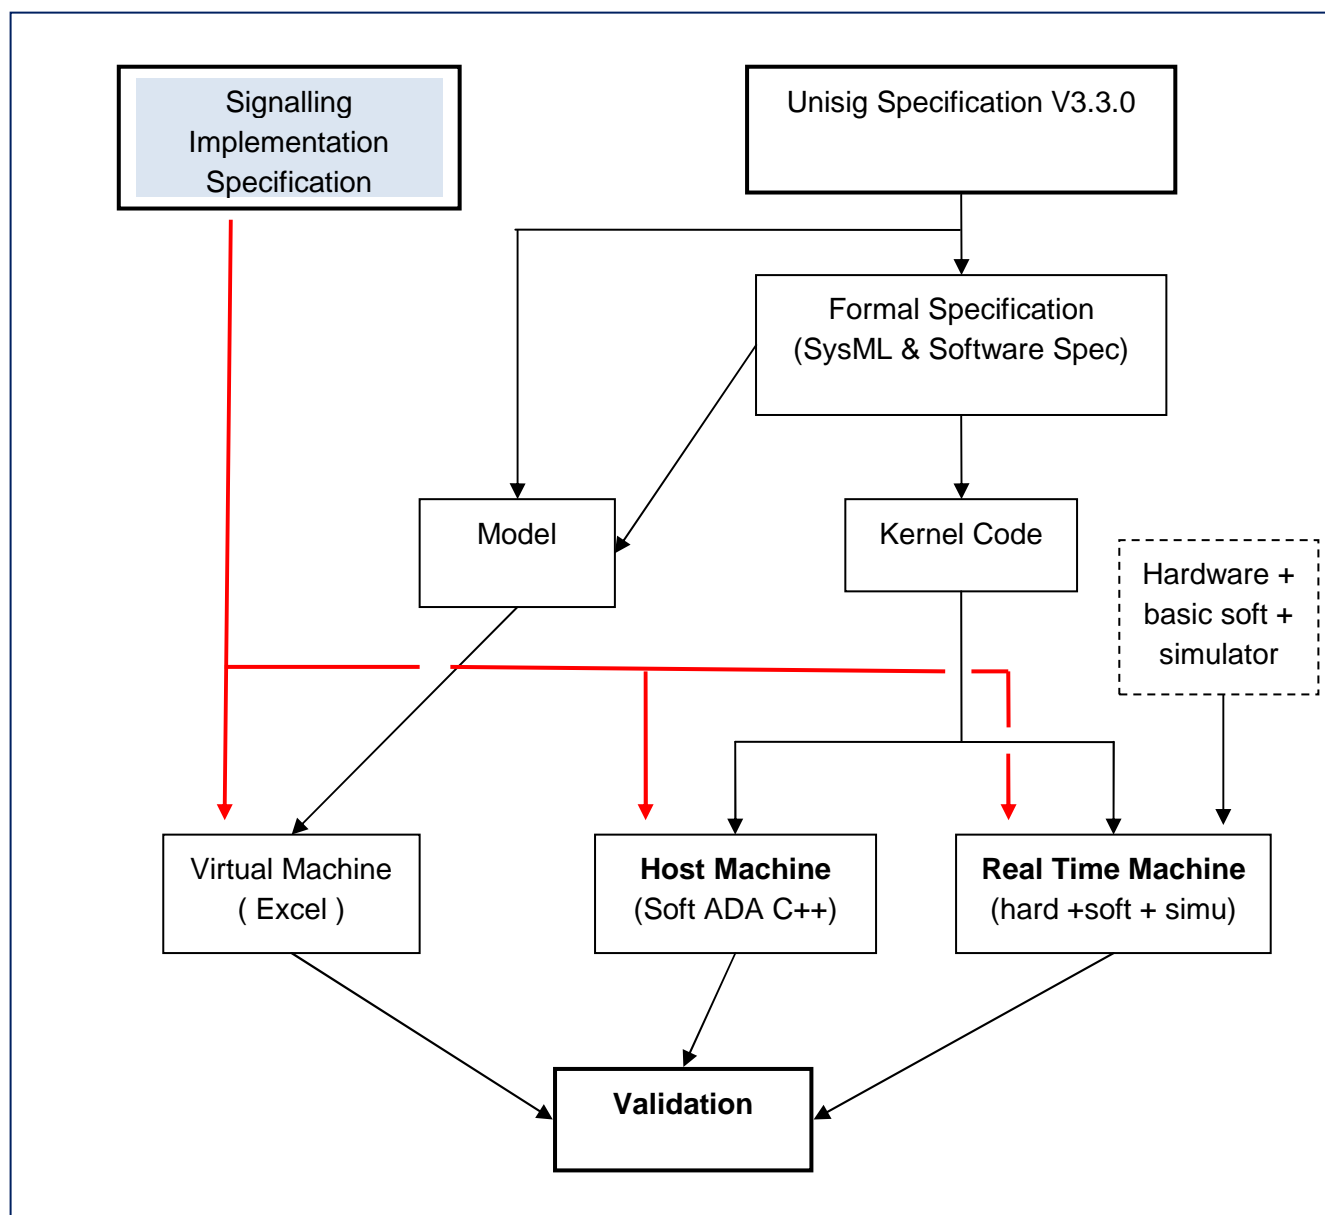 Signalling
Implementation
Specification
Unisig Specification V3.3.0
Formal Specification
(SysML & Software Spec)
Model
Kernel Code
Hardware +
basic soft +
simulator
Virtual Machine
( Excel )
Host Machine
(Soft ADA C++)
Real Time Machine
(hard +soft + simu)
Validation